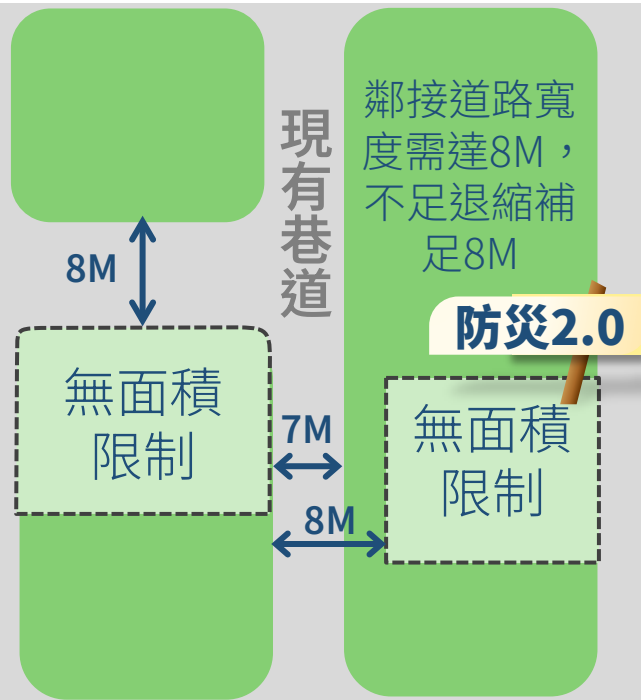 鄰接道路寬
度需達8M，
不足退縮補
足8M
現有巷道
8M
防災2.0
無面積
限制
7M
8M
無面積
限制